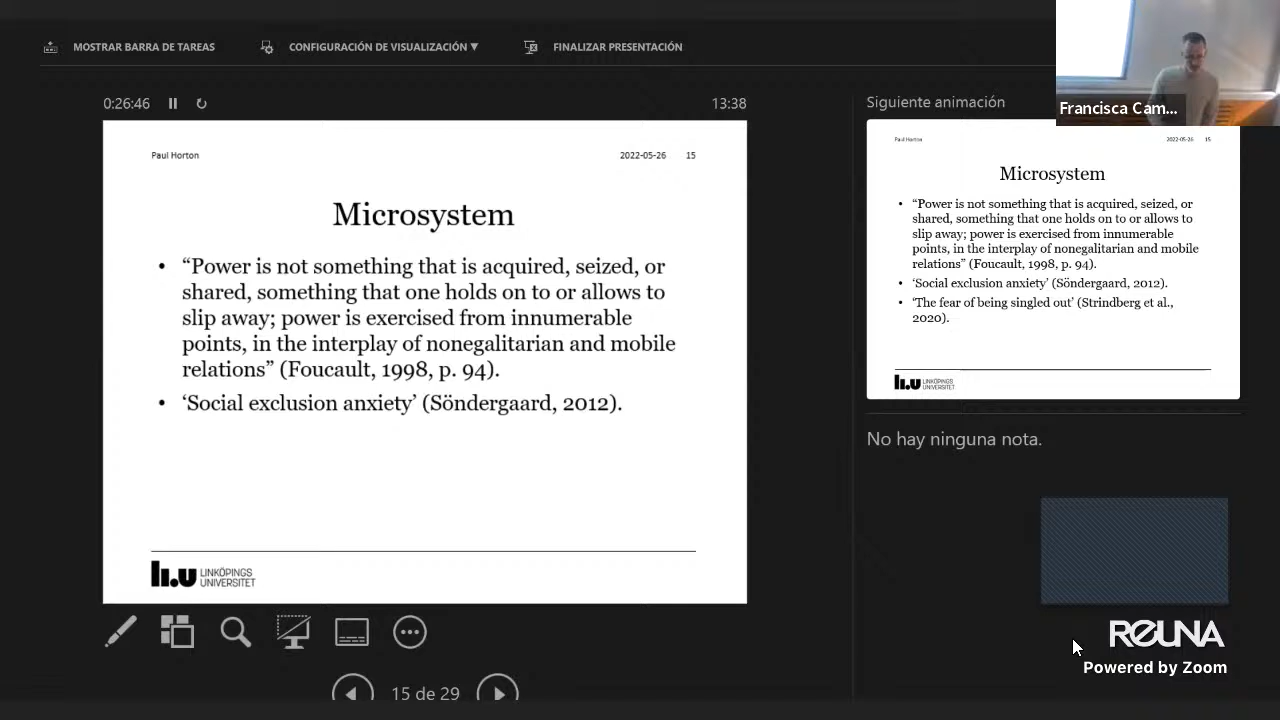 MOSTRAR BARRA DE TAREAS
CONFIGURACIÓN DE VISUALIZACIÓN ▼
FINALIZAR PRESENTACIÓN
0:26:46
13:38
Paul Horton
2022-05-26 15
Microsystem
• “Power is not something that is acquired, seized, or
shared, something that one holds on to or allows to
slip away; power is exercised from innumerable
points, in the interplay of nonegalitarian and mobile
relations” (Foucault, 1998, p. 94).
• ‘Social exclusion anxiety’ (Söndergaard, 2012).
LINKÖPINGS
UNIVERSITET
15 de 29
Siguiente animación
Francisca Cam...
Paul Horton
2022-05-26 15
Microsystem
• “Power is not something that is acquired, seized, or
shared, something that one holds on to or allows to
slip away; power is exercised from innumerable
points, in the interplay of nonegalitarian and mobile
relations” (Foucault, 1998, p. 94).
• ‘Social exclusion anxiety’ (Söndergaard, 2012).
• ‘The fear of being singled out’ (Strindberg et al.,
2020).
LINKÖPINGS
UNIVERSITET
No hay ninguna nota.
REUNA
Powered by Zoom